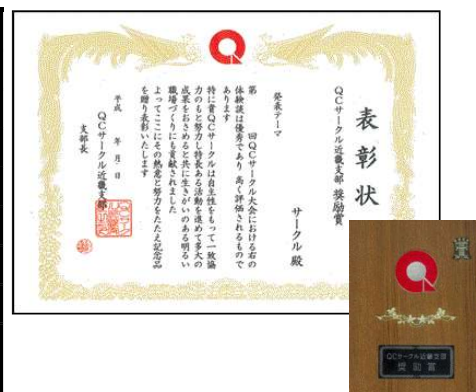 表彰状
QCサークル近畿支部 奨励賞
サークル 殿
発表テーマ
第 回QCサークル大会における右の
体験談は優秀であり 高く評価されるもので
あります
特に貴QCサークルは自主性をもって一致協
力のもと努力し特長ある活動を進めて多大の
成果をおさめると共に生きがいのある明るい
職場づくりにも貢献されました
よってここにその熱意と努力をたたえ記念品
を贈り表彰いたします
平成 年 月 日
QCサークル近畿支部
支部長
QCサークル近畿支部
奨励賞